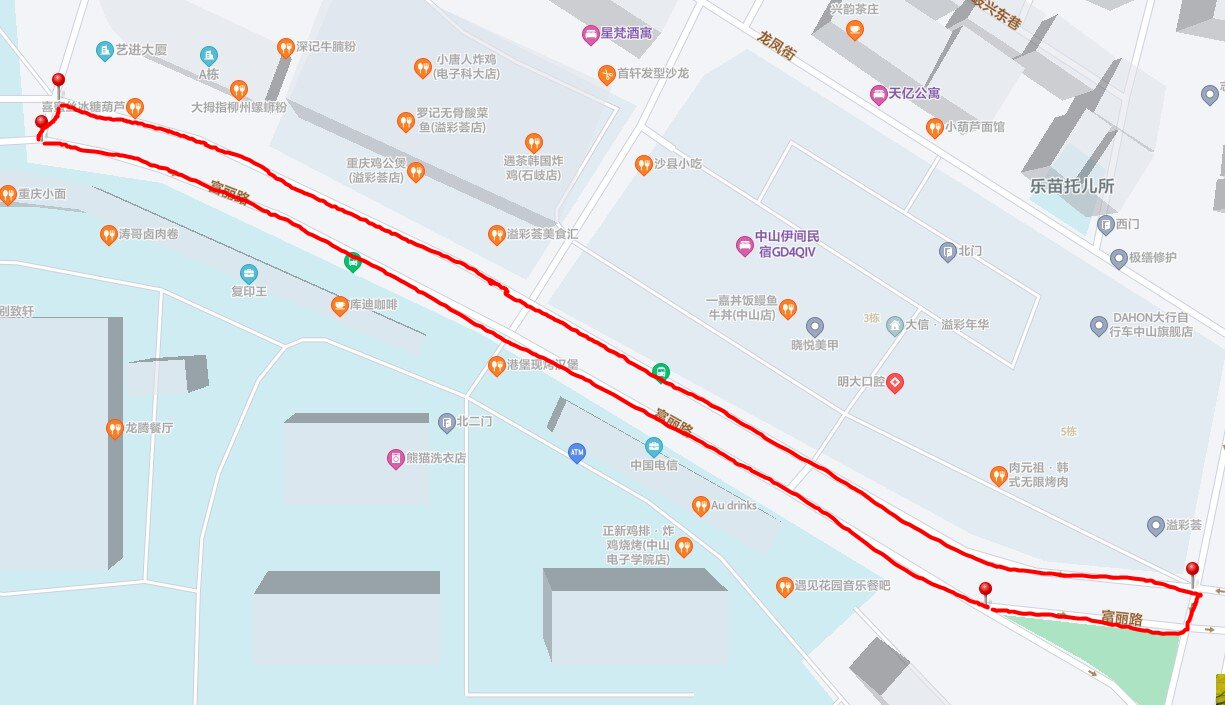 兴韵茶庄
兴东巷
星梵酒寓
龙凤街
艺进大厦
A栋
深记牛腩粉
小庸人炸鸡
(电子科大店)
首轩发型沙龙
天亿公寓
冰糖葫芦
大拇指柳州螺蛳粉
罗记无骨酸菜
鱼(溢彩荟店)
小葫芦面馆
重庆鸡公煲
(溢彩荟店)
遇茶韩国炸
鸡(石岐店)
沙县小吃
乐苗托儿所
重庆小面
富丽路
西门
涛哥卤肉卷
溢彩荟美食汇
中山伊间民
宿GD4QIV
北门
极缮修护
复印王
库迪咖啡
一嘉丼饭鳗鱼
牛丼(中山店)
别致轩
3栋
大信·溢彩年华
DAHON大行自
行车中山旗舰店
晓悦美甲
港堡现烤汉堡
明大口腔
龙腾餐厅
北二门
富丽路
5栋
熊猫洗衣店
ATM
中国电信
肉元祖·韩
式无限烤肉
Au drinks
溢彩荟
正新鸡排·炸
鸡烧烤(中山
电子学院店)
遇见花园音乐餐吧
富丽路